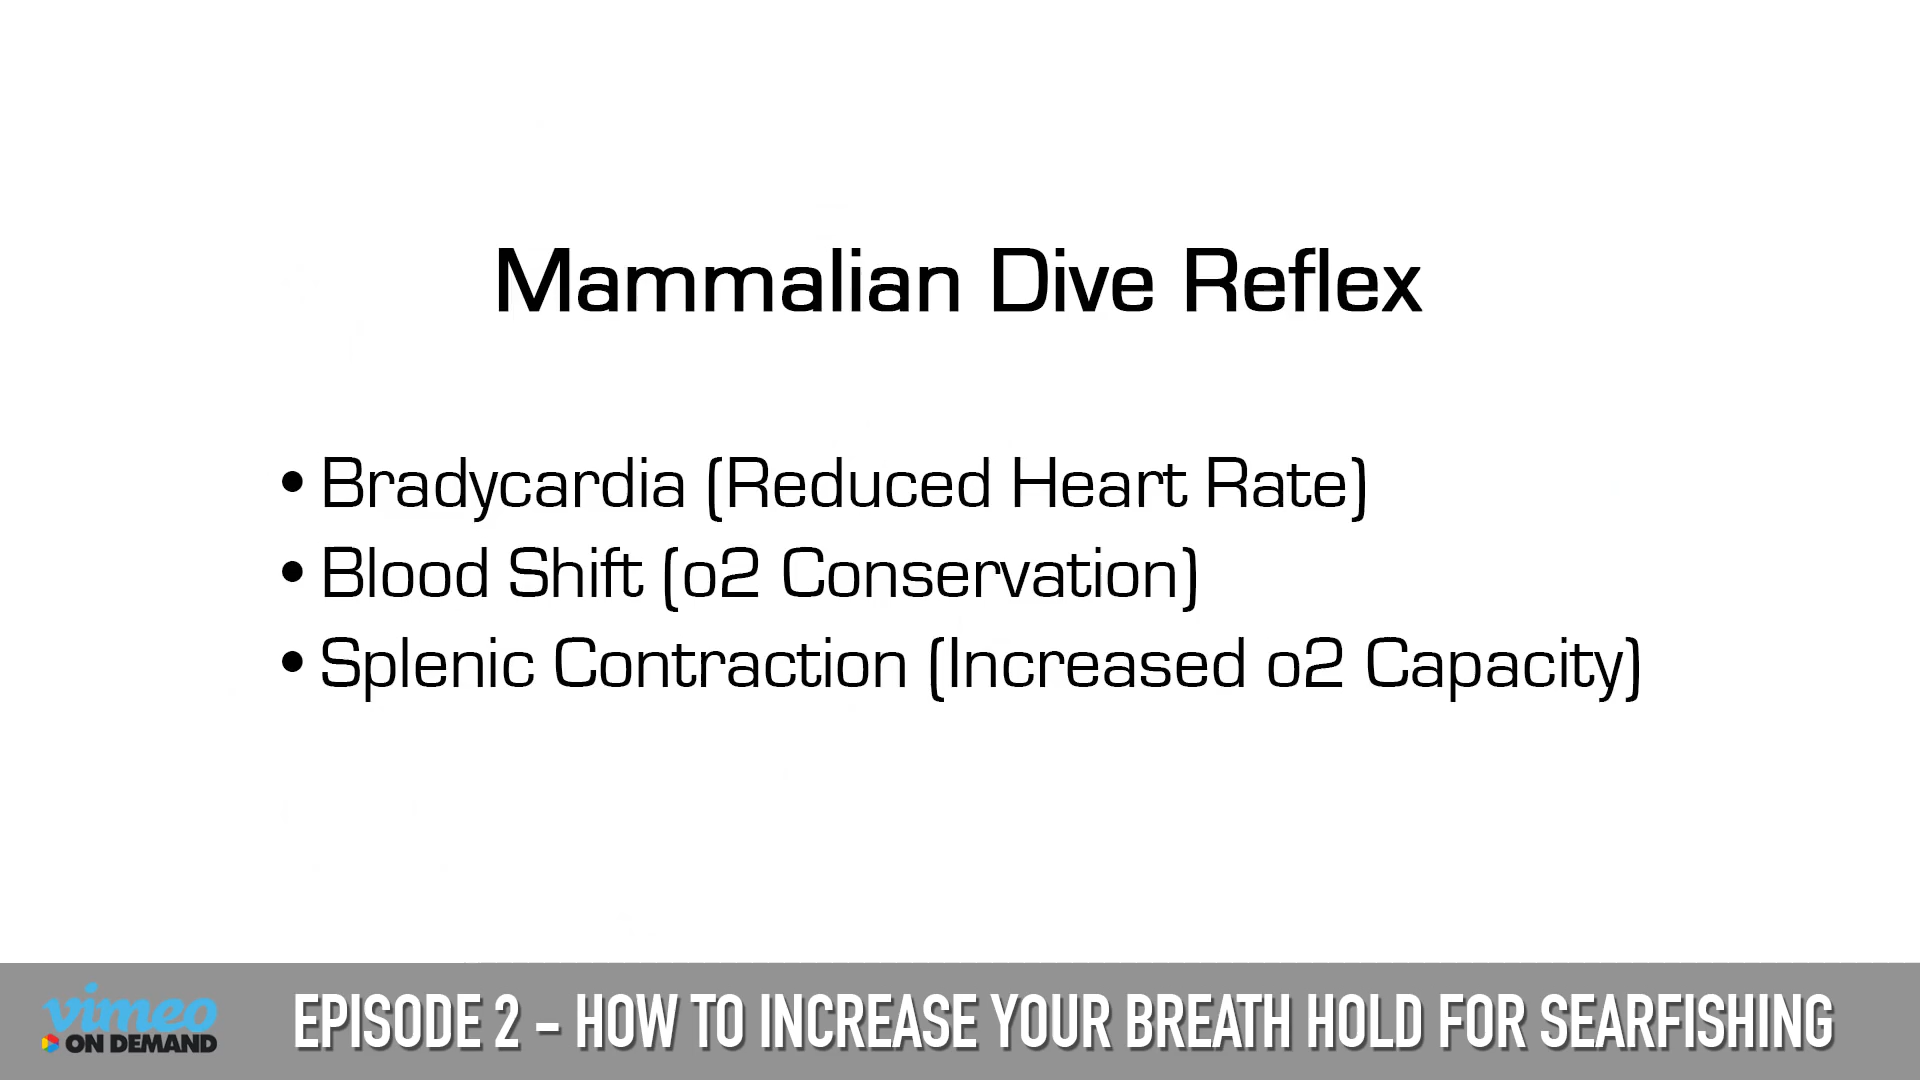 Mammalian Dive Reflex
• Bradycardia (Reduced Heart Rate)
• Blood Shift (o2 Conservation)
• Splenic Contraction (Increased o2 Capacity)
vimeo
ON DEMAND
EPISODE 2 - HOW TO INCREASE YOUR BREATH HOLD FOR SEARFISHING